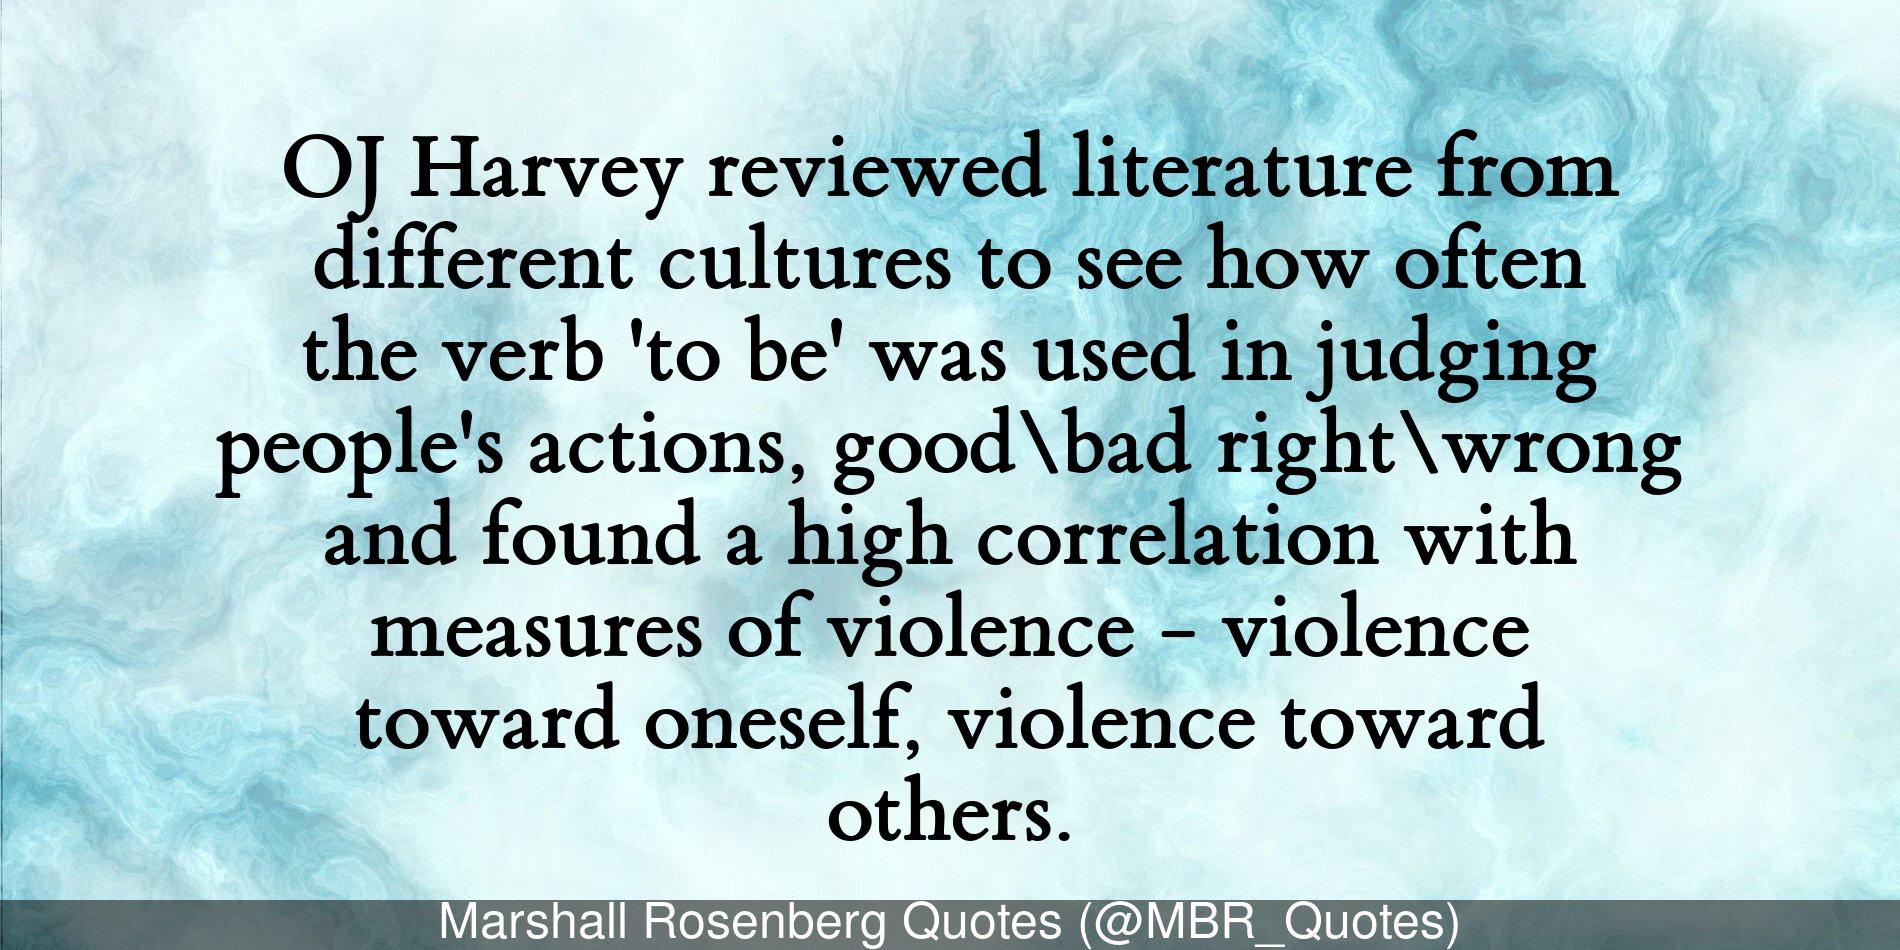 OJ Harvey reviewed literature from
different cultures to see how often
the verb 'to be' was used in judging
people's actions, good\bad right\wrong
and found a high correlation with
measures of violence - violence
toward oneself, violence toward
others.
Marshall Rosenberg Quotes (@MBR_Quotes)